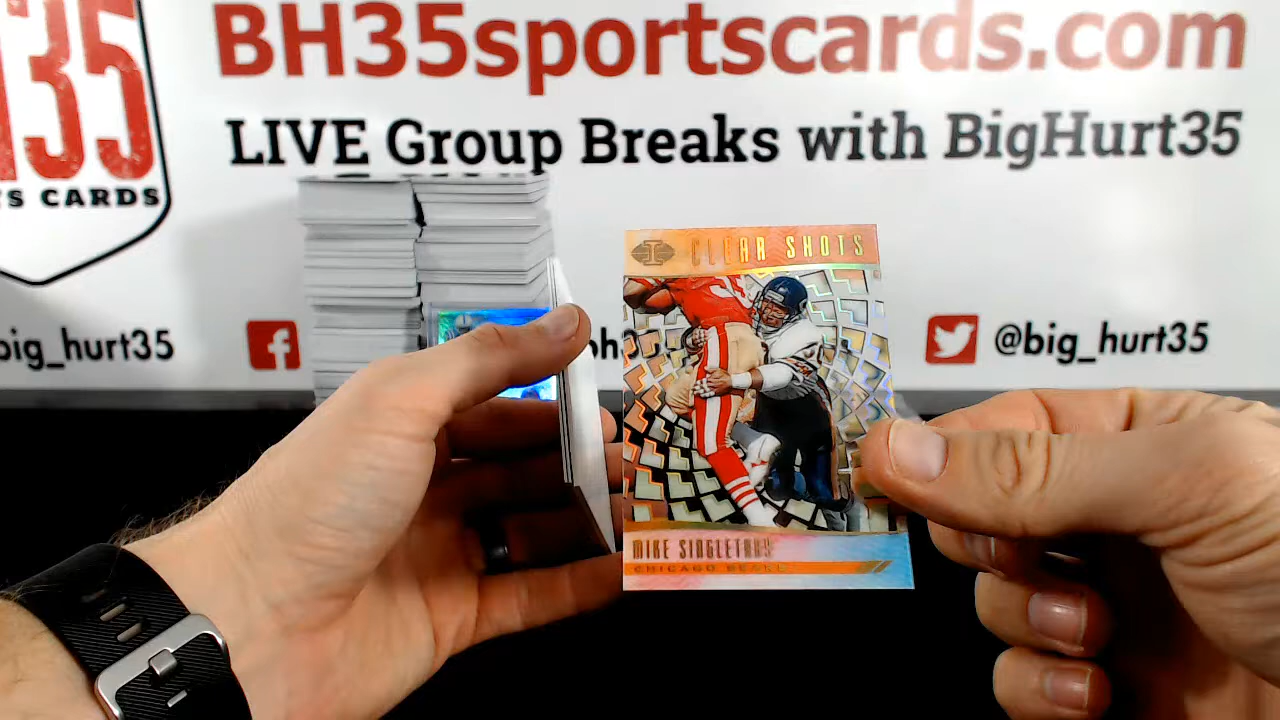 BH35sportscards.com
LIVE Group Breaks with BigHurt35
35
S CARDS
big_hurt35
f
@big_hurt35
CLEAR SHOTS
I
MIKE SINGLETARY
CHICAGO BEARS